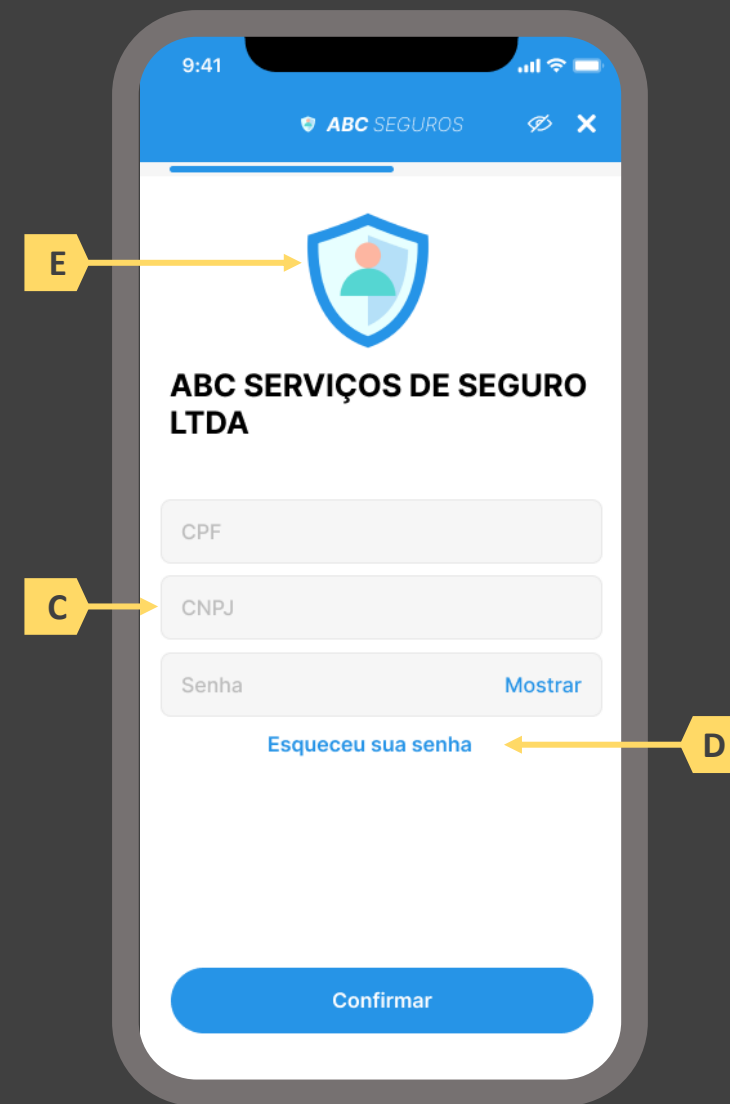 9:41
ABC SEGUROS
E
ABC SERVIÇOS DE SEGURO
LTDA
CPF
C
CNPJ
Senha
Mostrar
Esqueceu sua senha
D
Confirmar